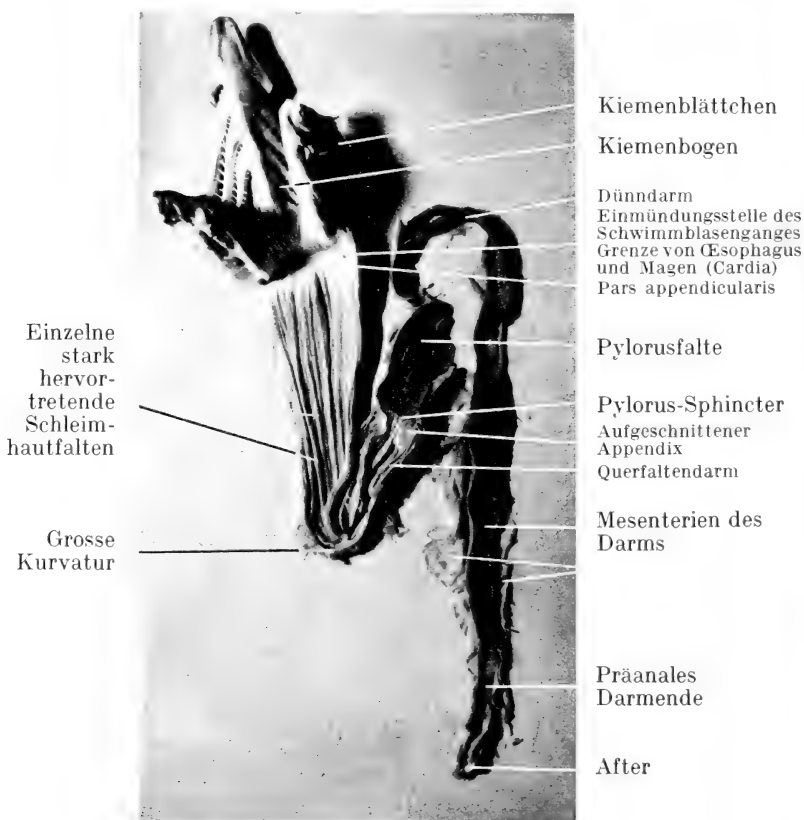 Kiemenblättchen
Kiemenbogen
Dünndarm
Einmündungsstelle des
Schwimmblasenganges
Grenze von Œsophagus
und Magen (Cardia)
Pars appendicularis
Einzelne
stark
hervor-
tretende
Schleim-
hautfalten
Pylorusfalte
Pylorus-Sphincter
Aufgeschnittener
Appendix
Querfaltendarm
Grosse
Kurvatur
Mesenterien des
Darms
Präanales
Darmende
After